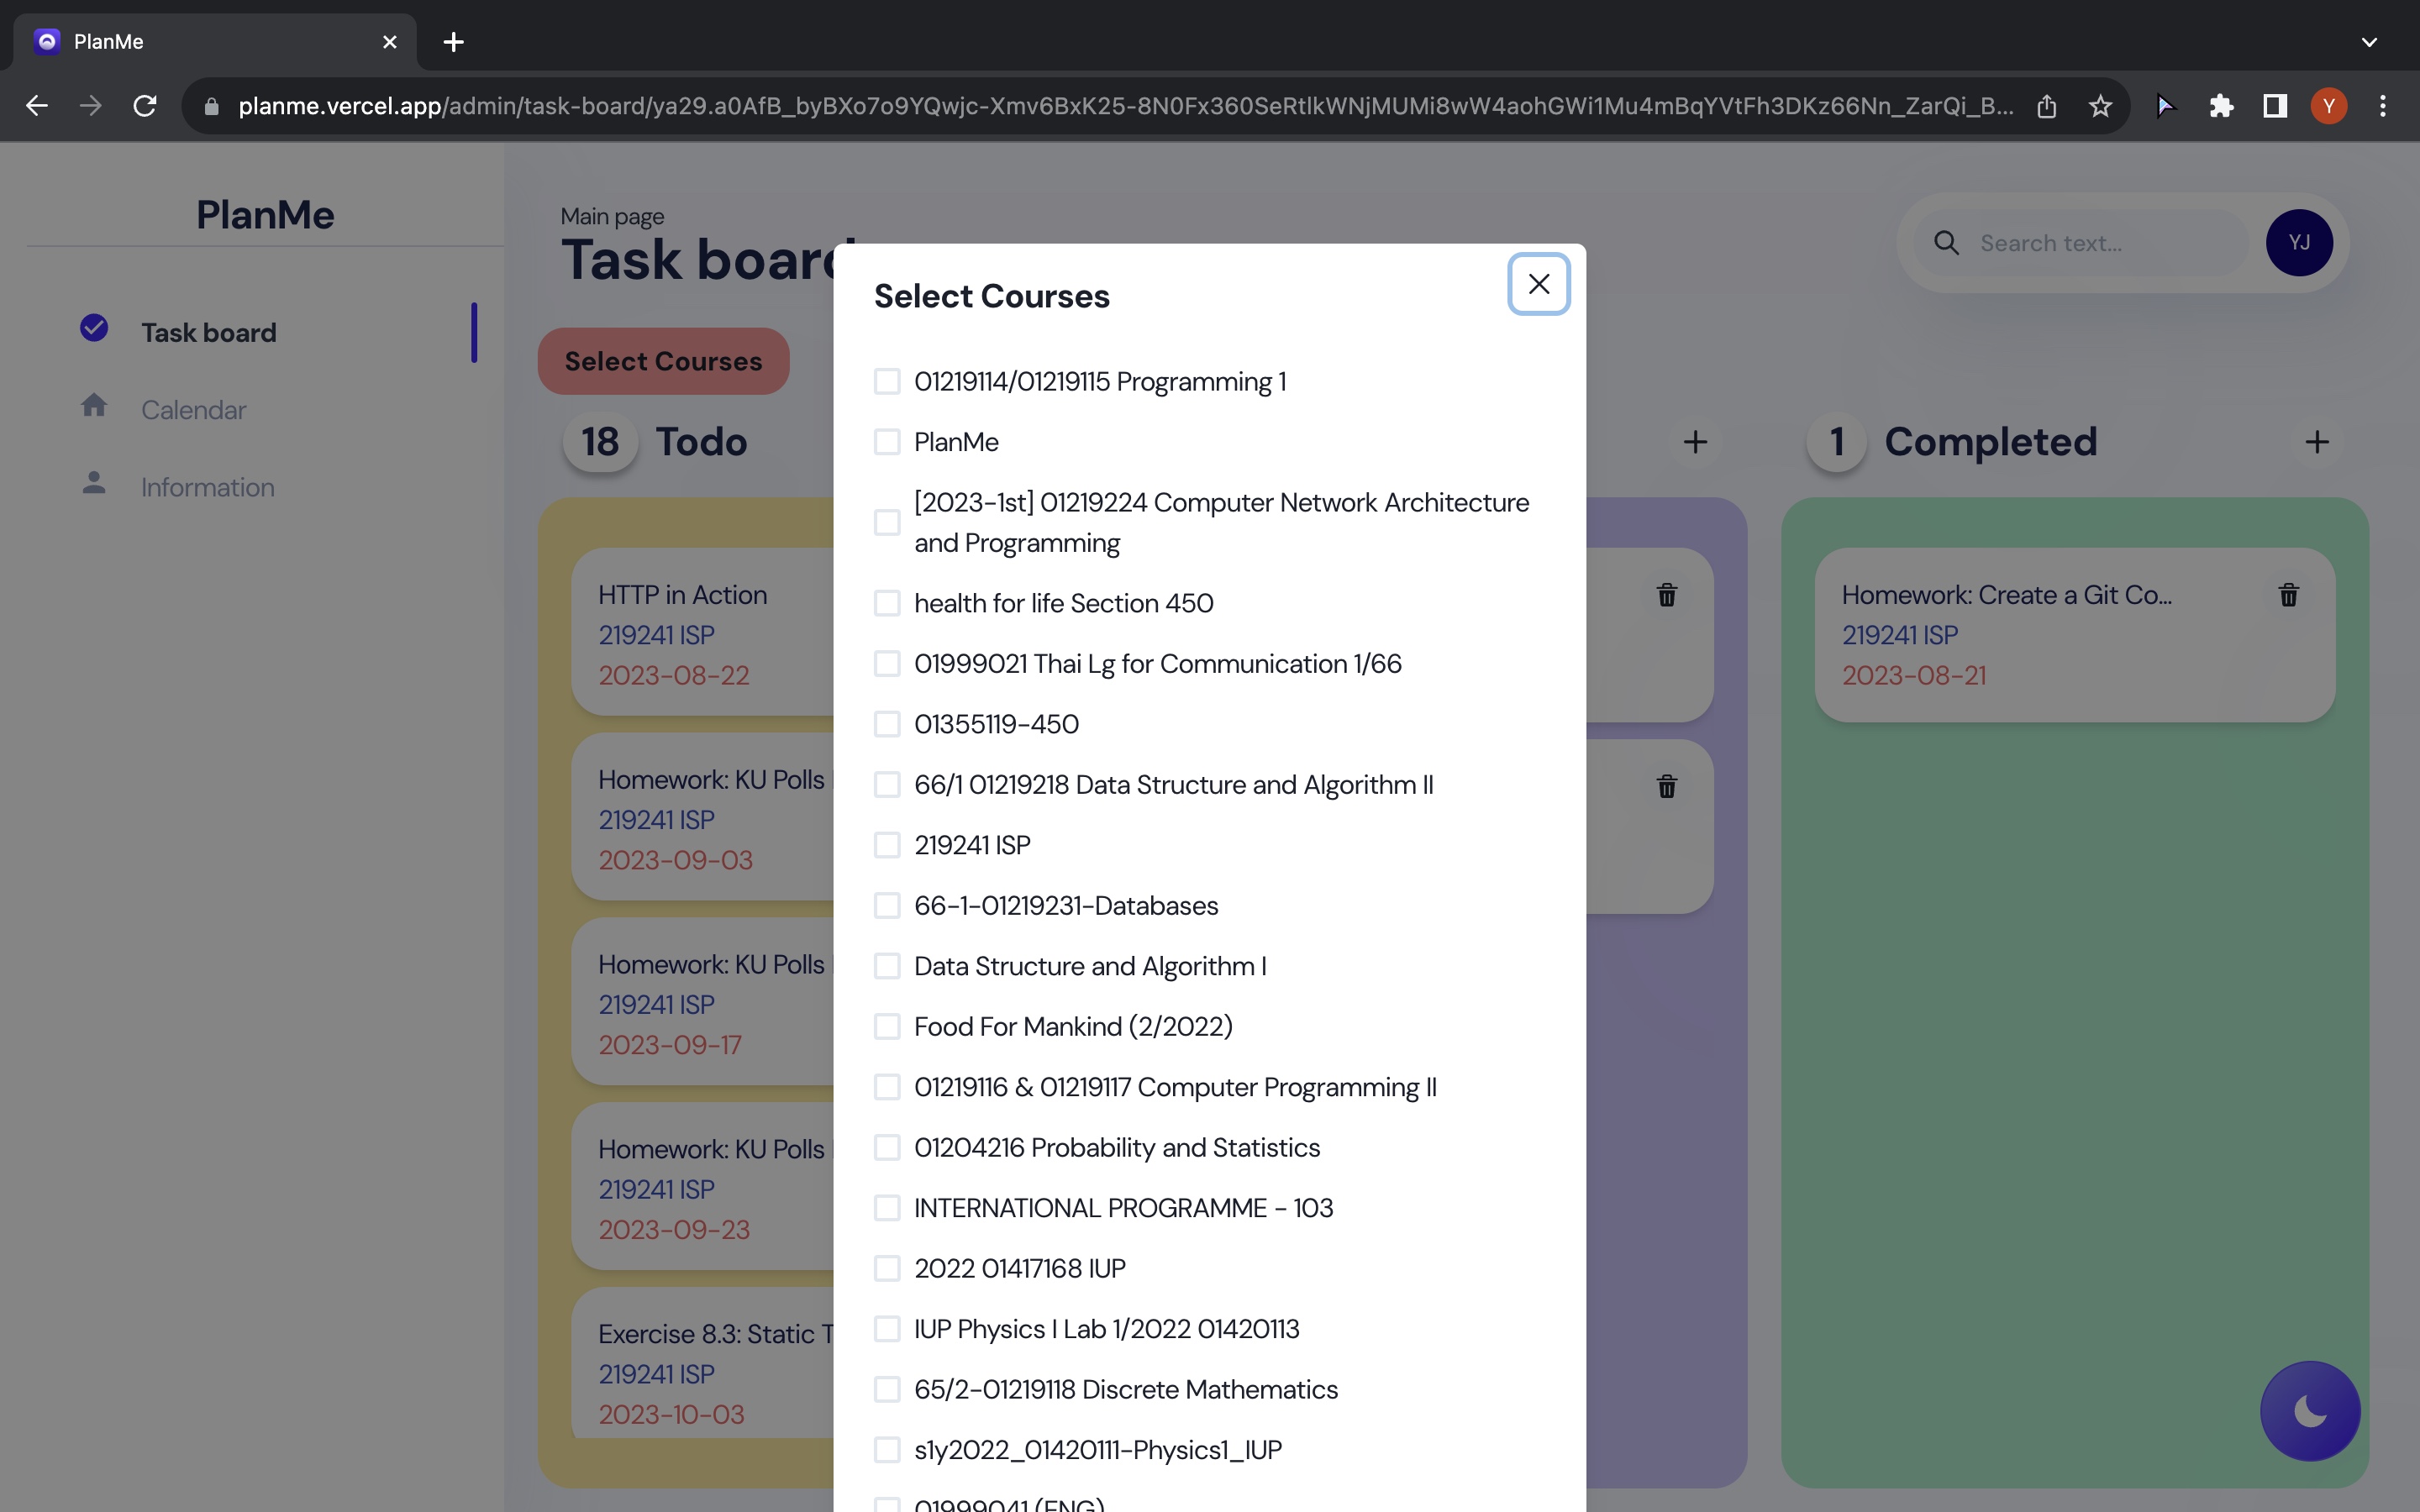 PlanMe
planme.vercel.app/admin/task-board/ya29.a0AfB_byBXo7o9YQwjc-Xmv6BxK25-8N0Fx360SeRtlkWNjMUMi8wW4aohGWi1Mu4mBqYVtFh3DKz66Nn_ZarQi_B...
Y
PlanMe
Task board
Calendar
Information
Main page
Task board
Search text...
YJ
Select Courses
18 Todo
1 Completed
HTTP in Action
219241 ISP
2023-08-22
Homework: KU Polls
219241 ISP
2023-09-03
Homework: KU Polls
219241 ISP
2023-09-17
Homework: KU Polls
219241 ISP
2023-09-23
Exercise 8.3: Static
219241 ISP
2023-10-03
Select Courses
01219114/01219115 Programming 1
PlanMe
[2023-1st] 01219224 Computer Network Architecture
and Programming
health for life Section 450
01999021 Thai Lg for Communication 1/66
01355119-450
66/1 01219218 Data Structure and Algorithm II
219241 ISP
66-1-01219231-Databases
Data Structure and Algorithm I
Food For Mankind (2/2022)
01219116 & 01219117 Computer Programming II
01204216 Probability and Statistics
INTERNATIONAL PROGRAMME - 103
2022 01417168 IUP
IUP Physics I Lab 1/2022 01420113
65/2-01219118 Discrete Mathematics
s1y2022_01420111-Physics1_IUP
01999041 (ENG)
Homework: Create a Git Co...
219241 ISP
2023-08-21